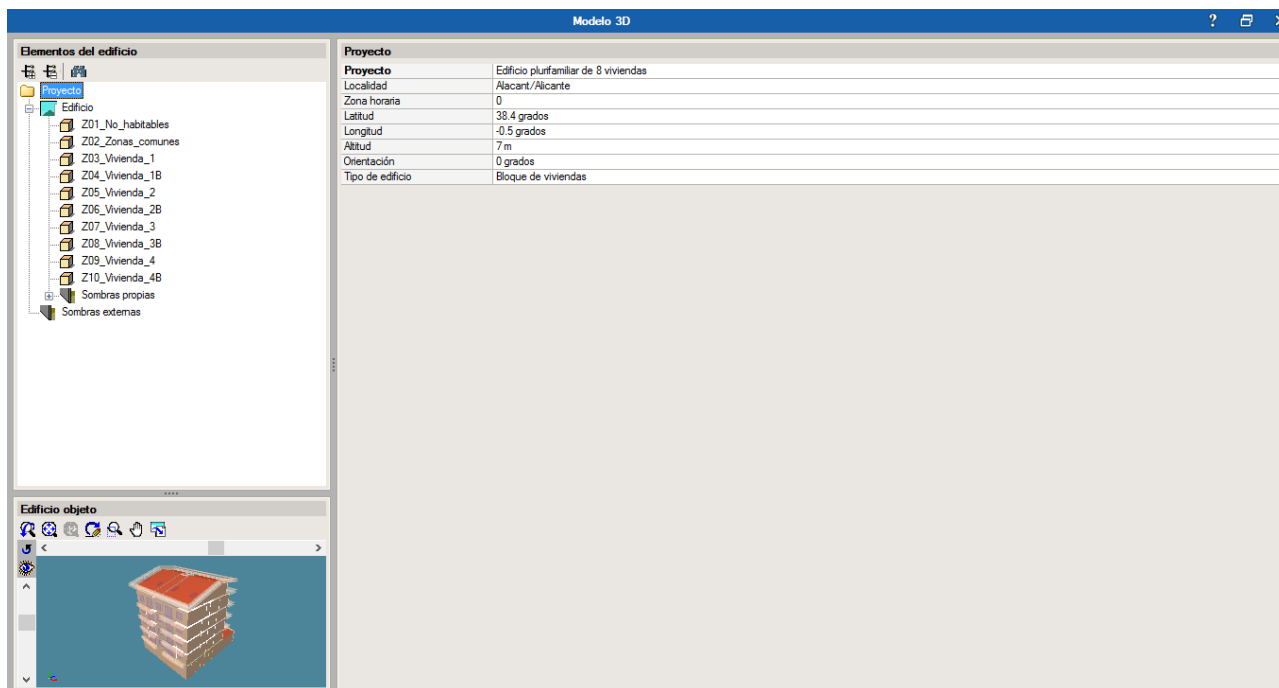 Modelo 3D
?
Elementos del edificio
Proyecto
Edificio
Z01_No_habitables
Z02_Zonas_comunes
Z03_Vivienda_1
Z04_Vivienda_1B
Z05_Vivienda_2
Z06_Vivienda_2B
Z07_Vivienda_3
Z08_Vivienda_3B
Z09_Vivienda_4
Z10_Vivienda_4B
Sombras propias
Sombras externas
Edificio objeto
Proyecto
Proyecto Edificio plurifamiliar de 8 viviendas
Localidad Alacant/Alicante
Zona horaria 0
Latitud 38.4 grados
Longitud -0.5 grados
Altitud 7 m
Orientación 0 grados
Tipo de edificio Bloque de viviendas